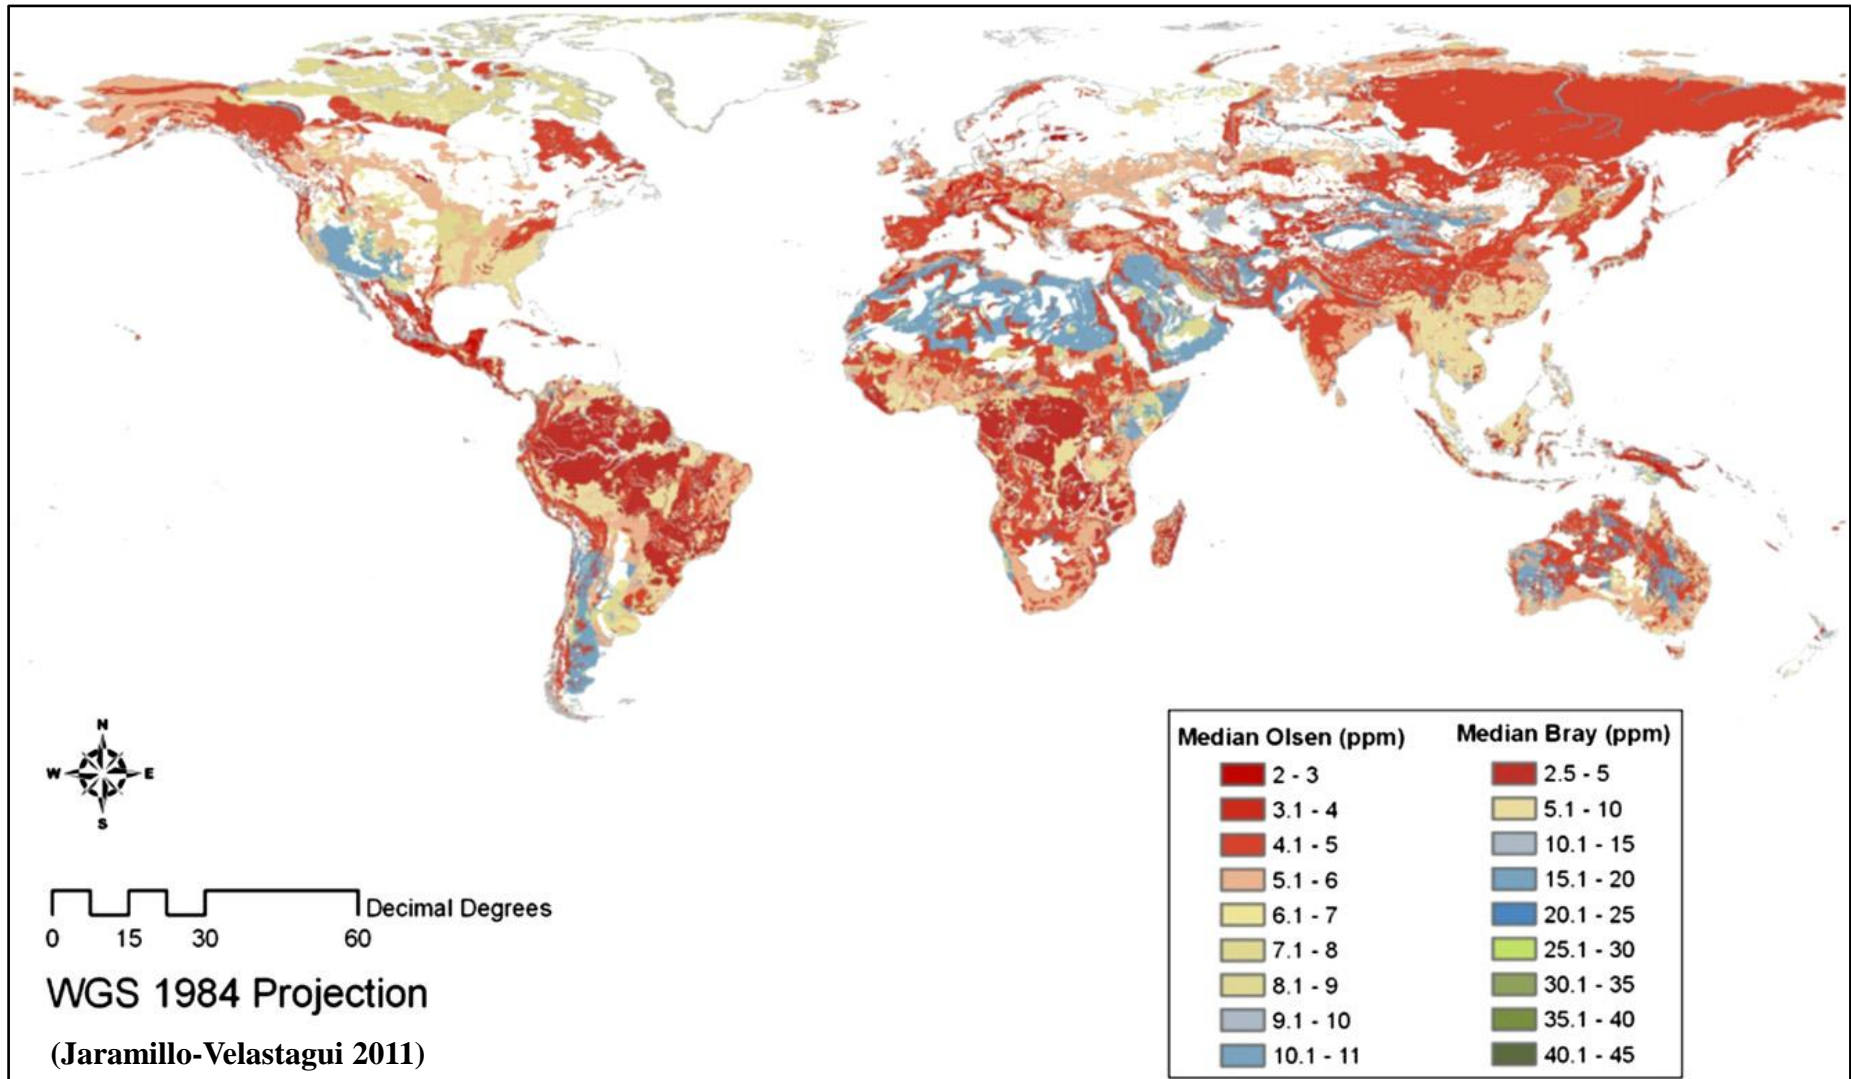 N
W E
S
0 15 30 60 Decimal Degrees
WGS 1984 Projection
(Jaramillo-Velastagui 2011)
Median Olsen (ppm)
2 - 3
3.1 - 4
4.1 - 5
5.1 - 6
6.1 - 7
7.1 - 8
8.1 - 9
9.1 - 10
10.1 - 11
Median Bray (ppm)
2.5 - 5
5.1 - 10
10.1 - 15
15.1 - 20
20.1 - 25
25.1 - 30
30.1 - 35
35.1 - 40
40.1 - 45